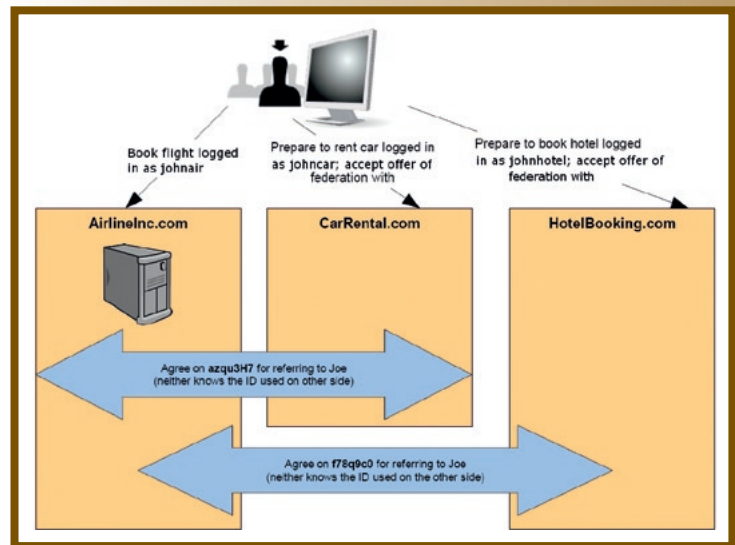 Book flight logged
in as johnair
Prepare to rent car logged in
as johncar; accept offer of
federation with
Prepare to book hotel logged
in as johnhotel; accept offer of
federation with
AirlineInc.com
CarRental.com
HotelBooking.com
Agree on azqu3H7 for referring to Joe
(neither knows the ID used on other side)
Agree on f78q9c0 for referring to Joe
(neither knows the ID used on the other side)